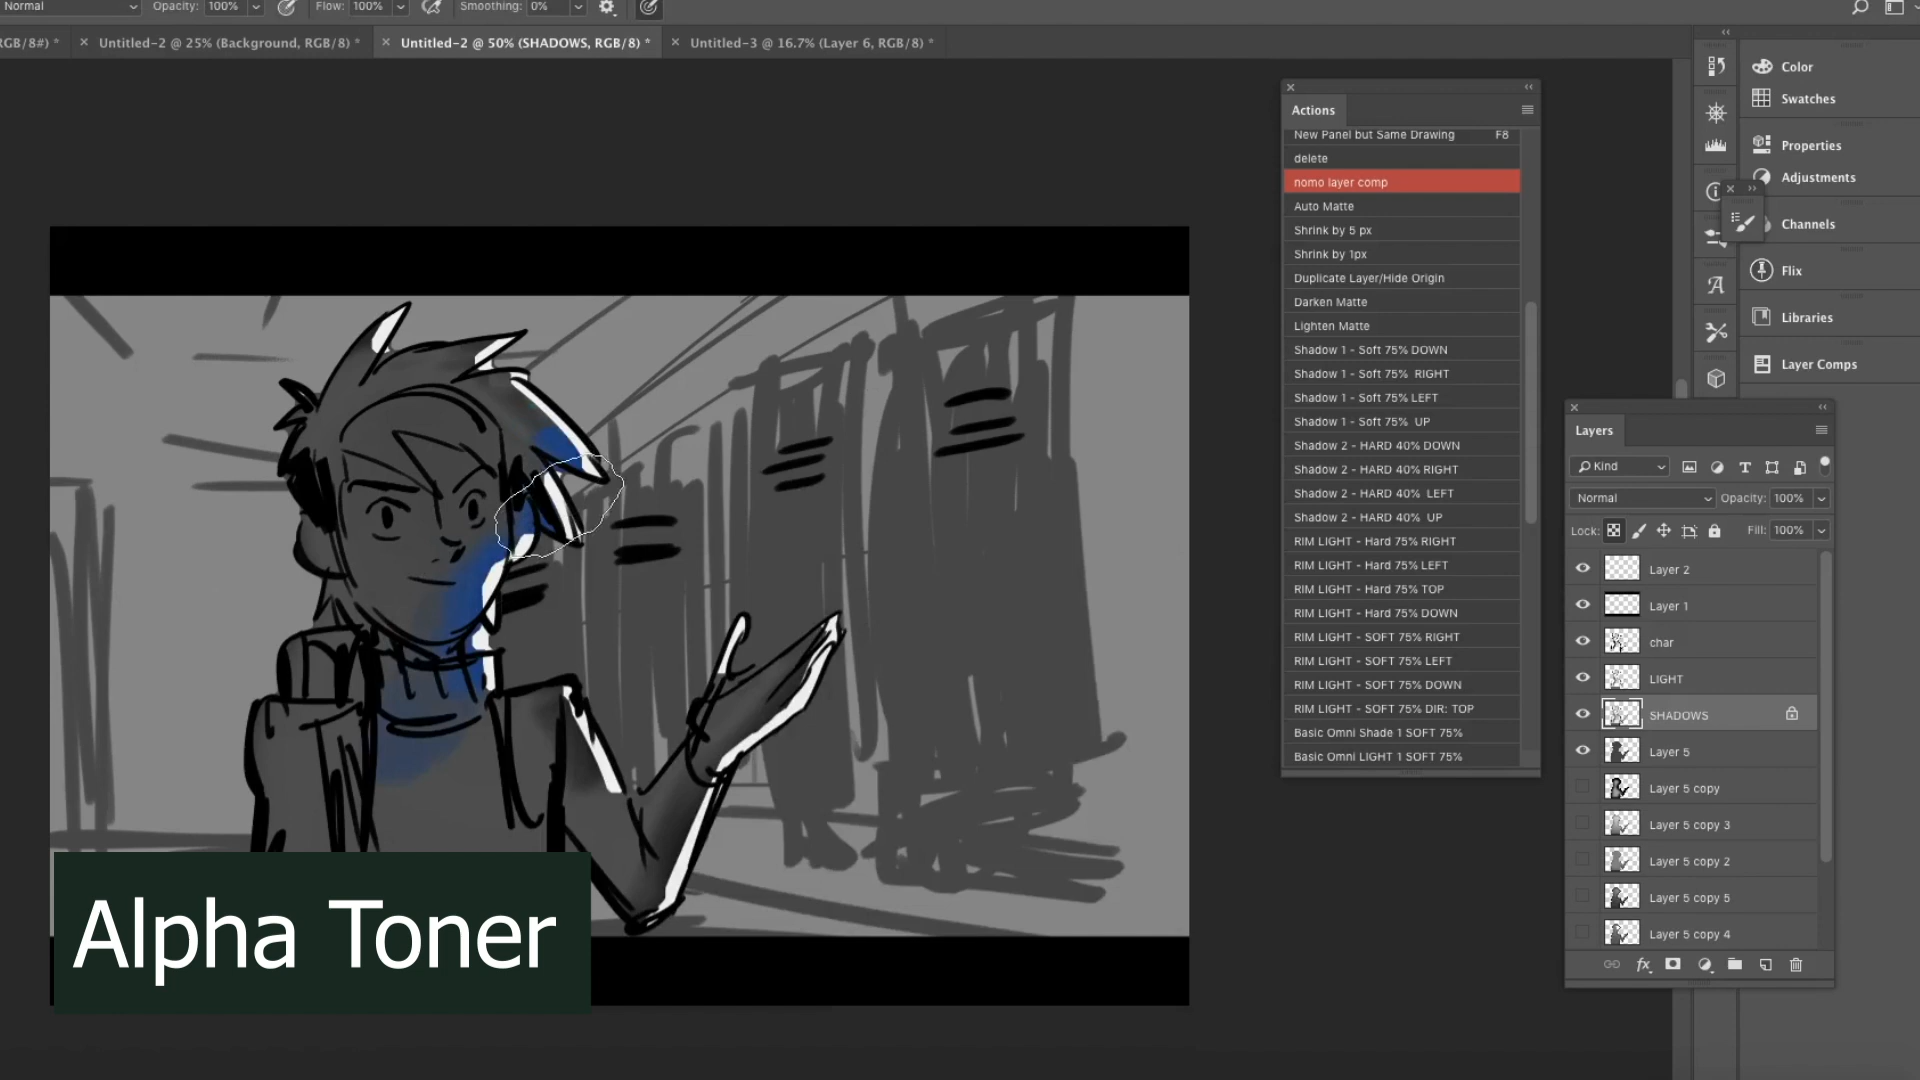 Normal
Opacity: 100%
Flow: 100%
Smoothing: 0%
RGB/8#) *
Untitled-2 @ 25% (Background, RGB/8) *
Untitled-2 @ 50% (SHADOWS, RGB/8) *
Untitled-3 @ 16.7% (Layer 6, RGB/8) *
Actions
New Panel but Same Drawing F8
delete
nomo layer comp
Auto Matte
Shrink by 5 px
Shrink by 1px
Duplicate Layer/Hide Origin
Darken Matte
Lighten Matte
Shadow 1 - Soft 75% DOWN
Shadow 1 - Soft 75% RIGHT
Shadow 1 - Soft 75% LEFT
Shadow 1 - Soft 75% UP
Shadow 2 - HARD 40% DOWN
Shadow 2 - HARD 40% RIGHT
Shadow 2 - HARD 40% LEFT
Shadow 2 - HARD 40% UP
RIM LIGHT - Hard 75% RIGHT
RIM LIGHT - Hard 75% LEFT
RIM LIGHT - Hard 75% TOP
RIM LIGHT - Hard 75% DOWN
RIM LIGHT - SOFT 75% RIGHT
RIM LIGHT - SOFT 75% LEFT
RIM LIGHT - SOFT 75% DOWN
RIM LIGHT - SOFT 75% DIR: TOP
Basic Omni Shade 1 SOFT 75%
Basic Omni LIGHT 1 SOFT 75%
Color
Swatches
Properties
Adjustments
Channels
Flix
Libraries
Layer Comps
Layers
Kind
Normal
Opacity: 100%
Lock:
Fill: 100%
Layer 2
Layer 1
char
LIGHT
SHADOWS
Layer 5
Layer 5 copy
Layer 5 copy 3
Layer 5 copy 2
Layer 5 copy 5
Layer 5 copy 4
fx
Alpha Toner